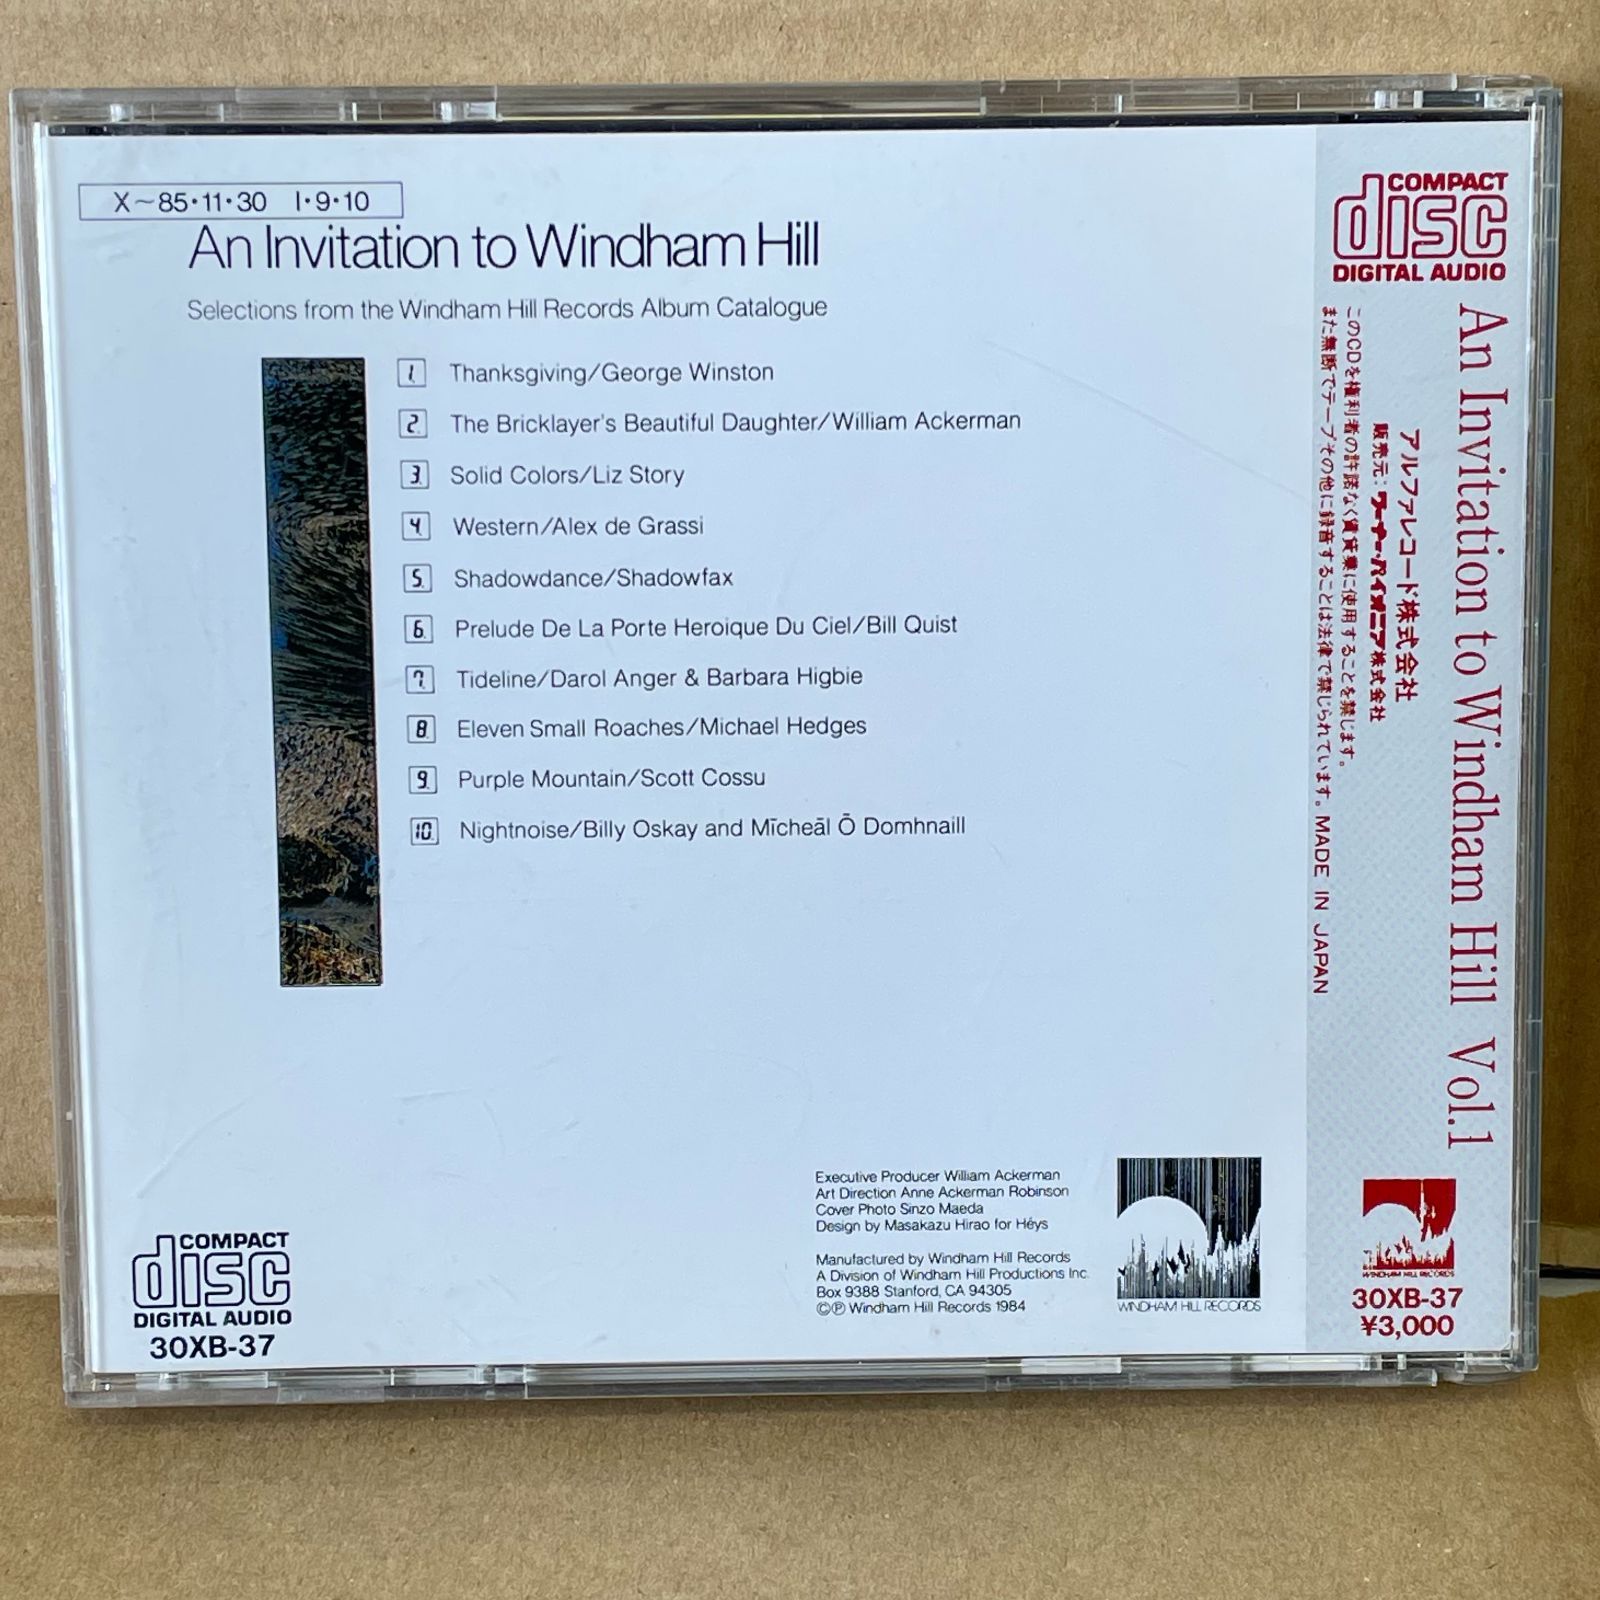 X～85・11・30 I・9・10
An Invitation to Windham Hill
Selections from the Windham Hill Records Album Catalogue
1. Thanksgiving/George Winston
2. The Bricklayer's Beautiful Daughter/William Ackerman
3. Solid Colors/Liz Story
4. Western/Alex de Grassi
5. Shadowdance/Shadowfax
6. Prelude De La Porte Heroique Du Ciel/Bill Quist
7. Tideline/Darol Anger & Barbara Higbie
8. Eleven Small Roaches/Michael Hedges
9. Purple Mountain/Scott Cossu
10. Nightnoise/Billy Oskay and Mīcheāl Ō Domhnaill
Executive Producer William Ackerman
Art Direction Anne Ackerman Robinson
Cover Photo Sinzo Maeda
Design by Masakazu Hirao for Héys
Manufactured by Windham Hill Records
A Division of Windham Hill Productions Inc.
Box 9388 Stanford, CA 94305
©Ⓟ Windham Hill Records 1984
WINDHAM HILL RECORDS
COMPACT
disc
DIGITAL AUDIO
30XB-37
COMPACT
disc
DIGITAL AUDIO
An Invitation to Windham Hill Vol.1
アルファレコード株式会社
販売元:ワーナー・パイオニア株式会社
このCDを権利者の許諾なく賃貸業に使用することを禁じます。
また無断でテープその他に録音することは法律で禁じられています。MADE IN JAPAN
WINDHAM HILL RECORDS
30XB-37
¥3,000